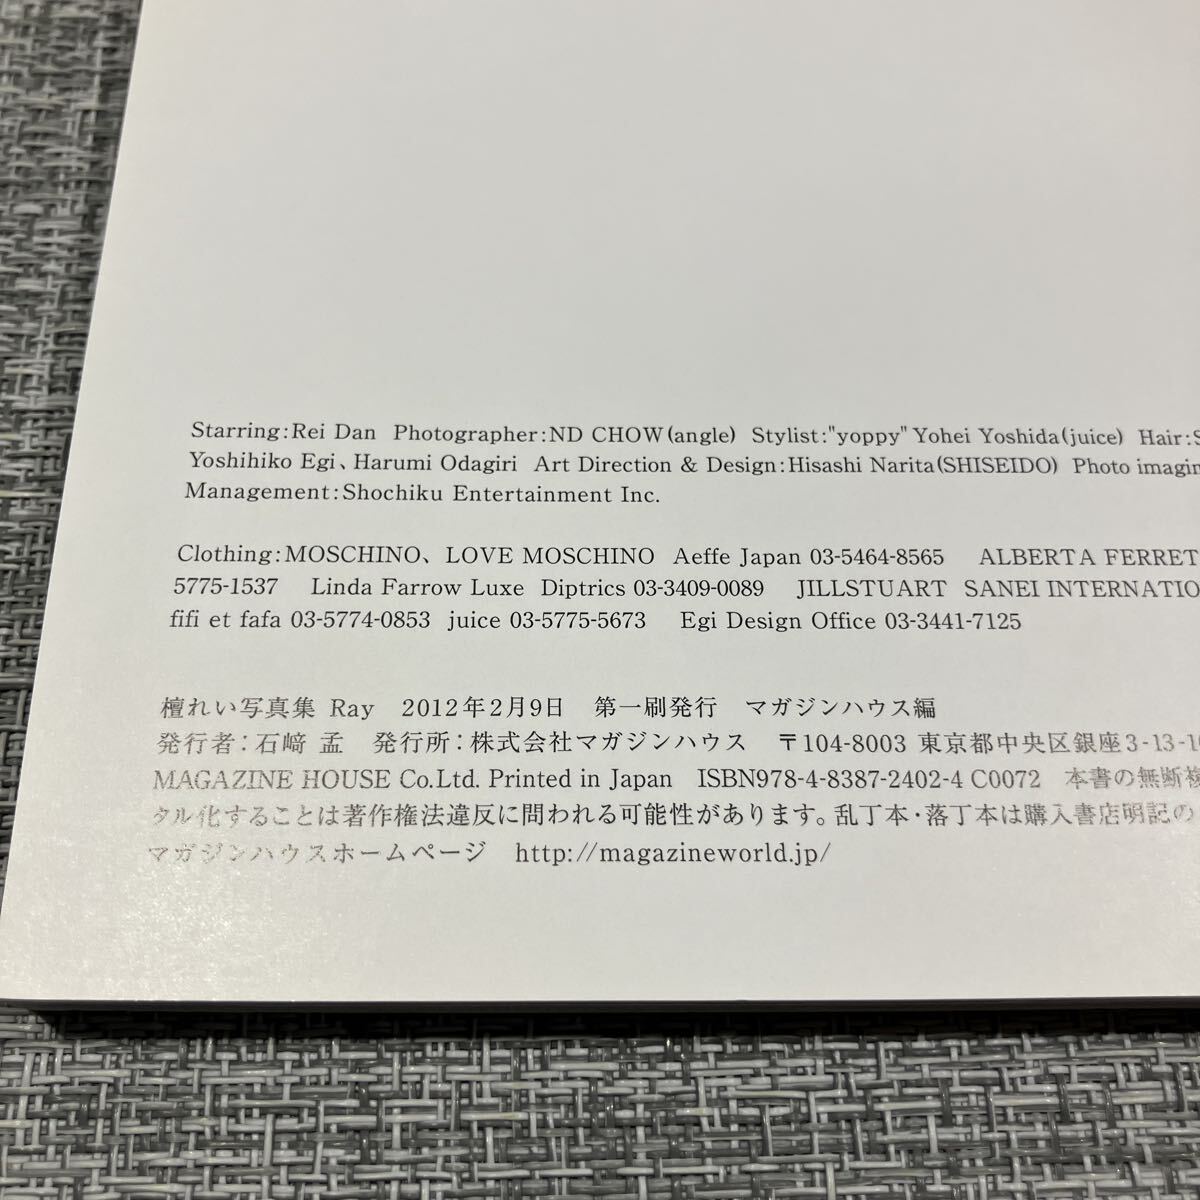 Starring:Rei Dan Photographer:ND CHOW(angle) Stylist:"yoppy"Yohei Yoshida(juice) Hair:S
Yoshihiko Egi、Harumi Odagiri Art Direction & Design:Hisashi Narita(SHISEIDO) Photo imagin
Management:Shochiku Entertainment Inc.
Clothing:MOSCHINO、LOVE MOSCHINO Aeffe Japan 03-5464-8565 ALBERTA FERRET
5775-1537 Linda Farrow Luxe Diptrics 03-3409-0089 JILLSTUART SANEI INTERNATIO
fifi et fafa 03-5774-0853 juice 03-5775-5673 Egi Design Office 03-3441-7125
檀れい写真集 Ray 2012年2月9日 第一刷発行 マガジンハウス編
発行者:石﨑 孟 発行所:株式会社マガジンハウス 〒104-8003 東京都中央区銀座3-13-10
MAGAZINE HOUSE Co.Ltd. Printed in Japan ISBN978-4-8387-2402-4 C0072 本書の無断複
タル化することは著作権法違反に問われる可能性があります。乱丁本・落丁本は購入書店明記の
マガジンハウスホームページ http://magazineworld.jp/